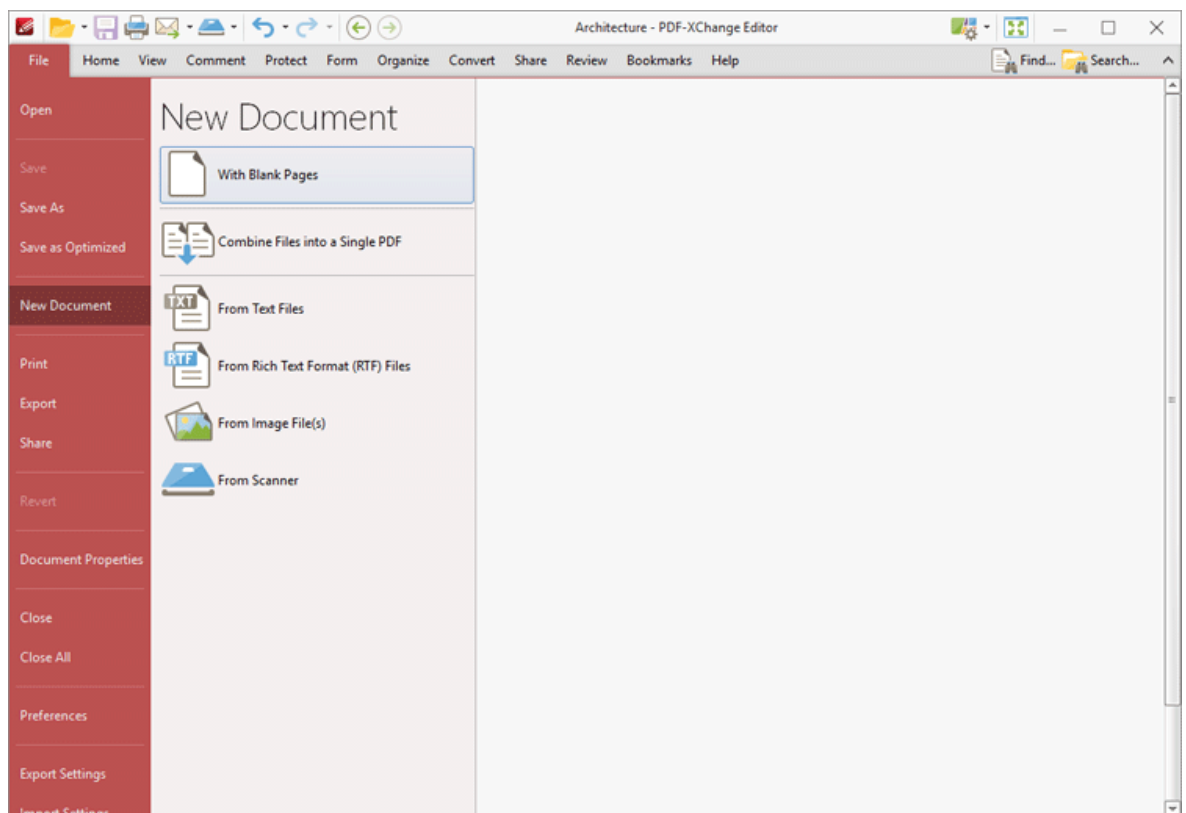 Architecture - PDF-XChange Editor
File Home View Comment Protect Form Organize Convert Share Review Bookmarks Help Find... Search...
Open
Save
Save As
Save as Optimized
New Document
Print
Export
Share
Revert
Document Properties
Close
Close All
Preferences
Export Settings
Import Settings
New Document
With Blank Pages
Combine Files into a Single PDF
TXT From Text Files
RTF From Rich Text Format (RTF) Files
From Image File(s)
From Scanner